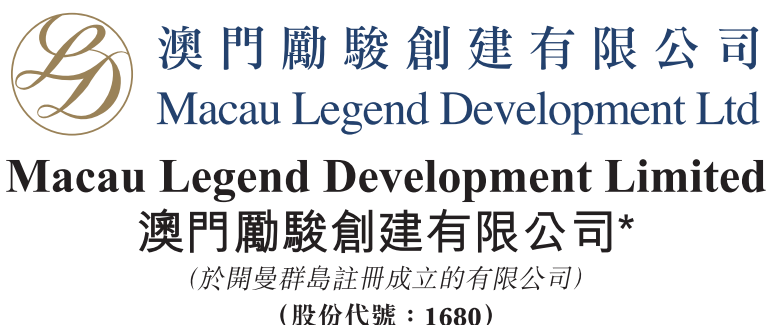 LD
澳門勵駿創建有限公司
Macau Legend Development Ltd
Macau Legend Development Limited
澳門勵駿創建有限公司*
(於開曼群島註冊成立的有限公司)
(股份代號：1680)